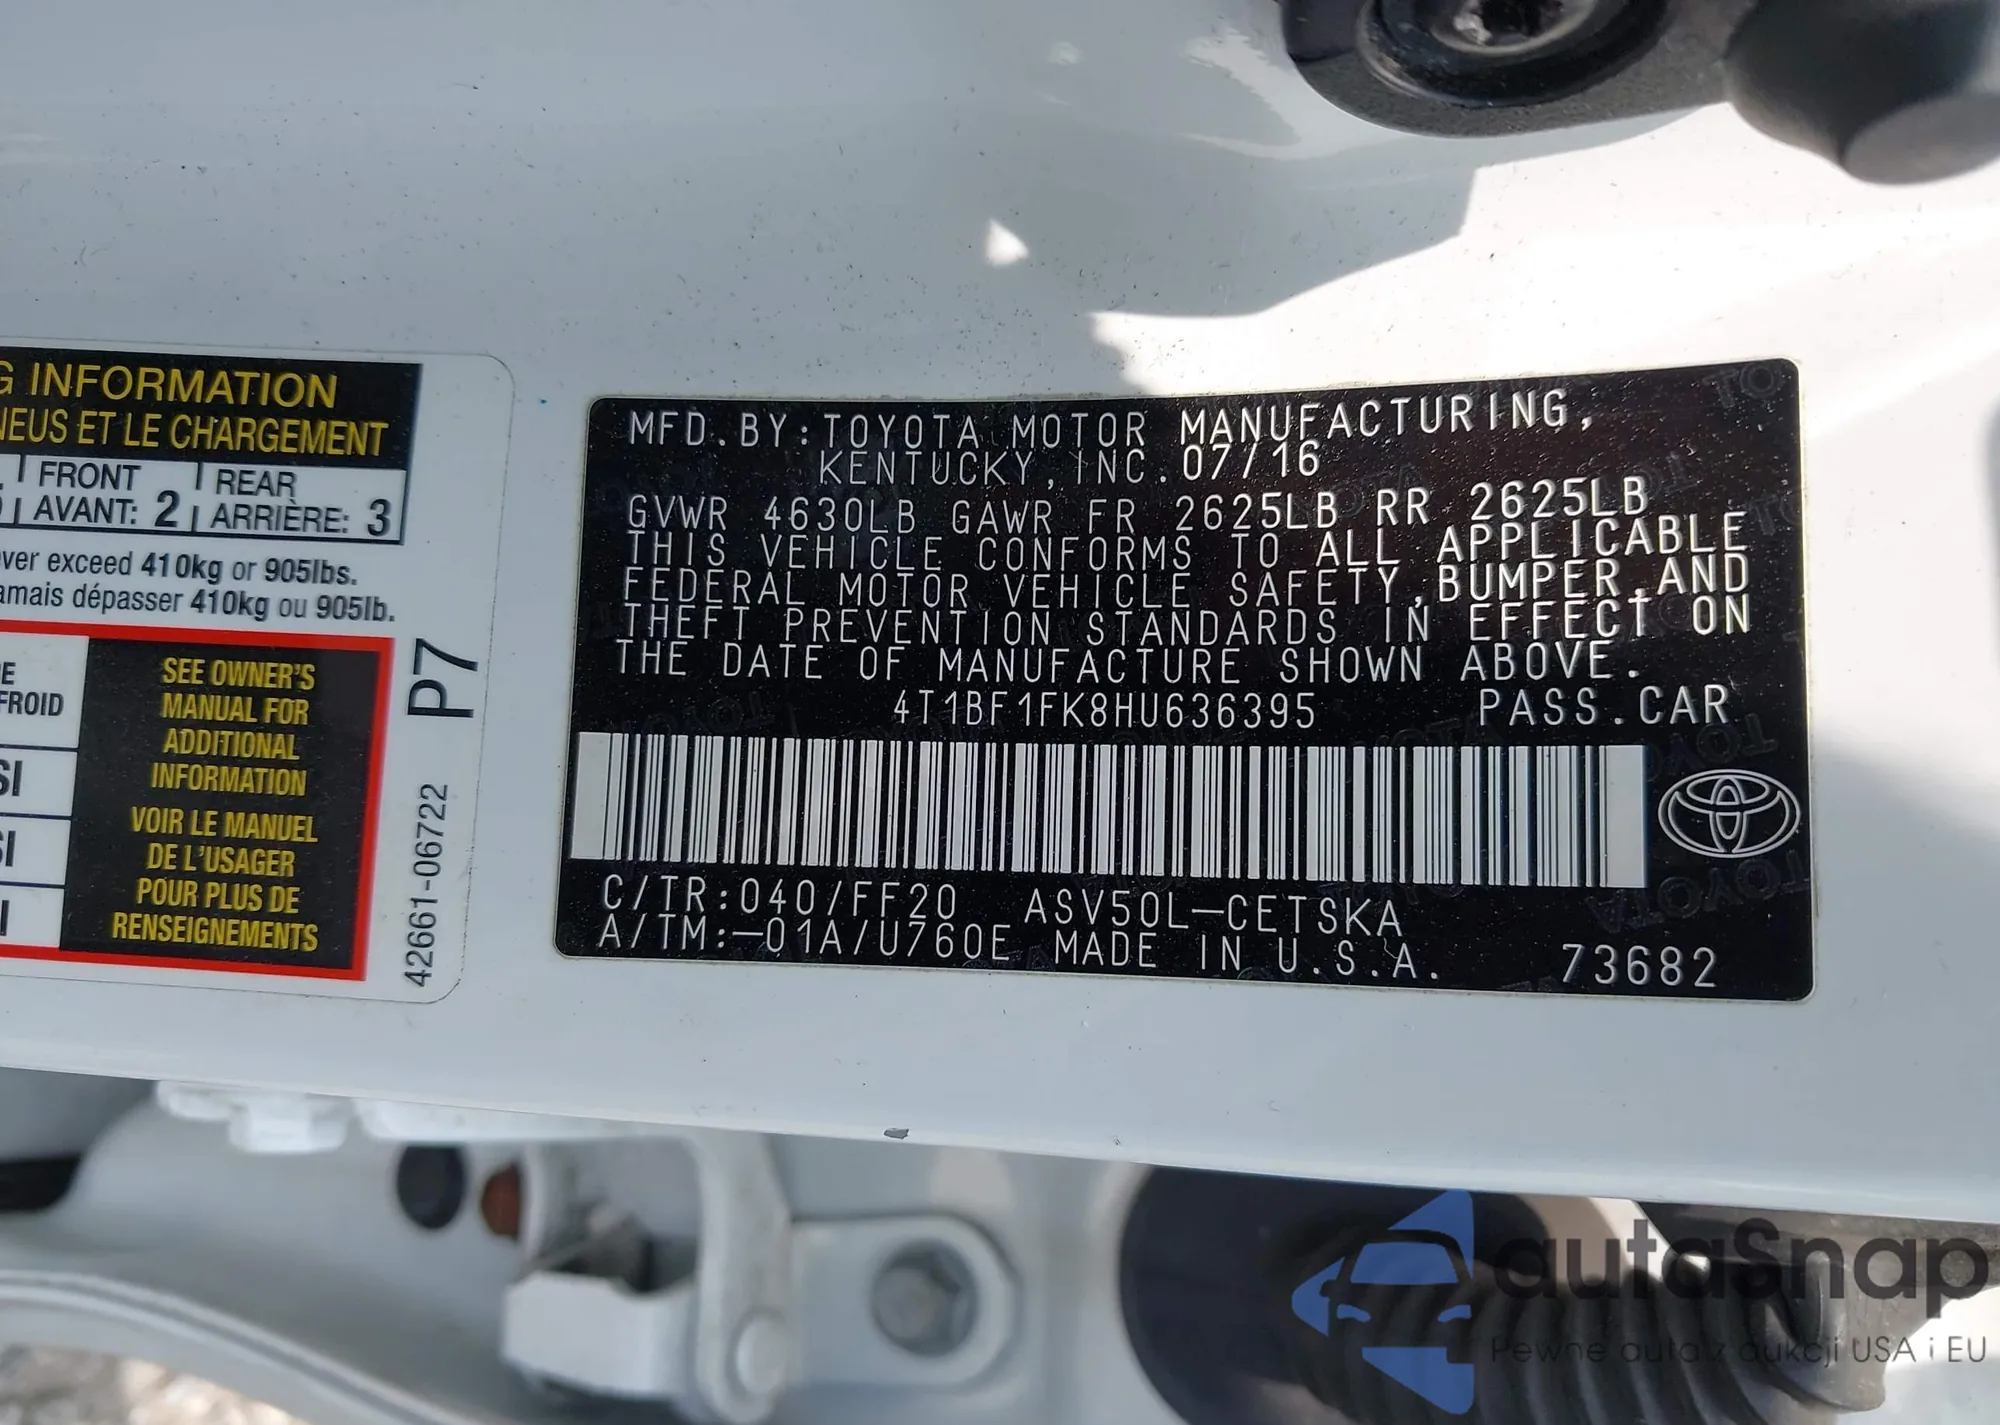 G INFORMATION
NEUS ET LE CHARGEMENT
FRONT
AVANT: 2
REAR
ARRIÈRE: 3
ver exceed 410kg or 905lbs.
amais dépasser 410kg ou 905lb.
E
FROID
SI
SI
I
SEE OWNER'S
MANUAL FOR
ADDITIONAL
INFORMATION
VOIR LE MANUEL
DE L'USAGER
POUR PLUS DE
RENSEIGNEMENTS
P7
42661-06722
MFD.BY:TOYOTA MOTOR MANUFACTURING,
KENTUCKY,INC.07/16
GVWR 4630LB GAWR FR 2625LB RR 2625LB
THIS VEHICLE CONFORMS TO ALL APPLICABLE
FEDERAL MOTOR VEHICLE SAFETY,BUMPER,AND
THEFT PREVENTION STANDARDS IN EFFECT ON
THE DATE OF MANUFACTURE SHOWN ABOVE.
4T1BF1FK8HU636395 PASS.CAR
C/TR:040/FF20 ASV50L-CETSKA
A/TM:-01A/U760E MADE IN U.S.A. 73682
autaSnap
Pewne auta z aukcji USA i EU